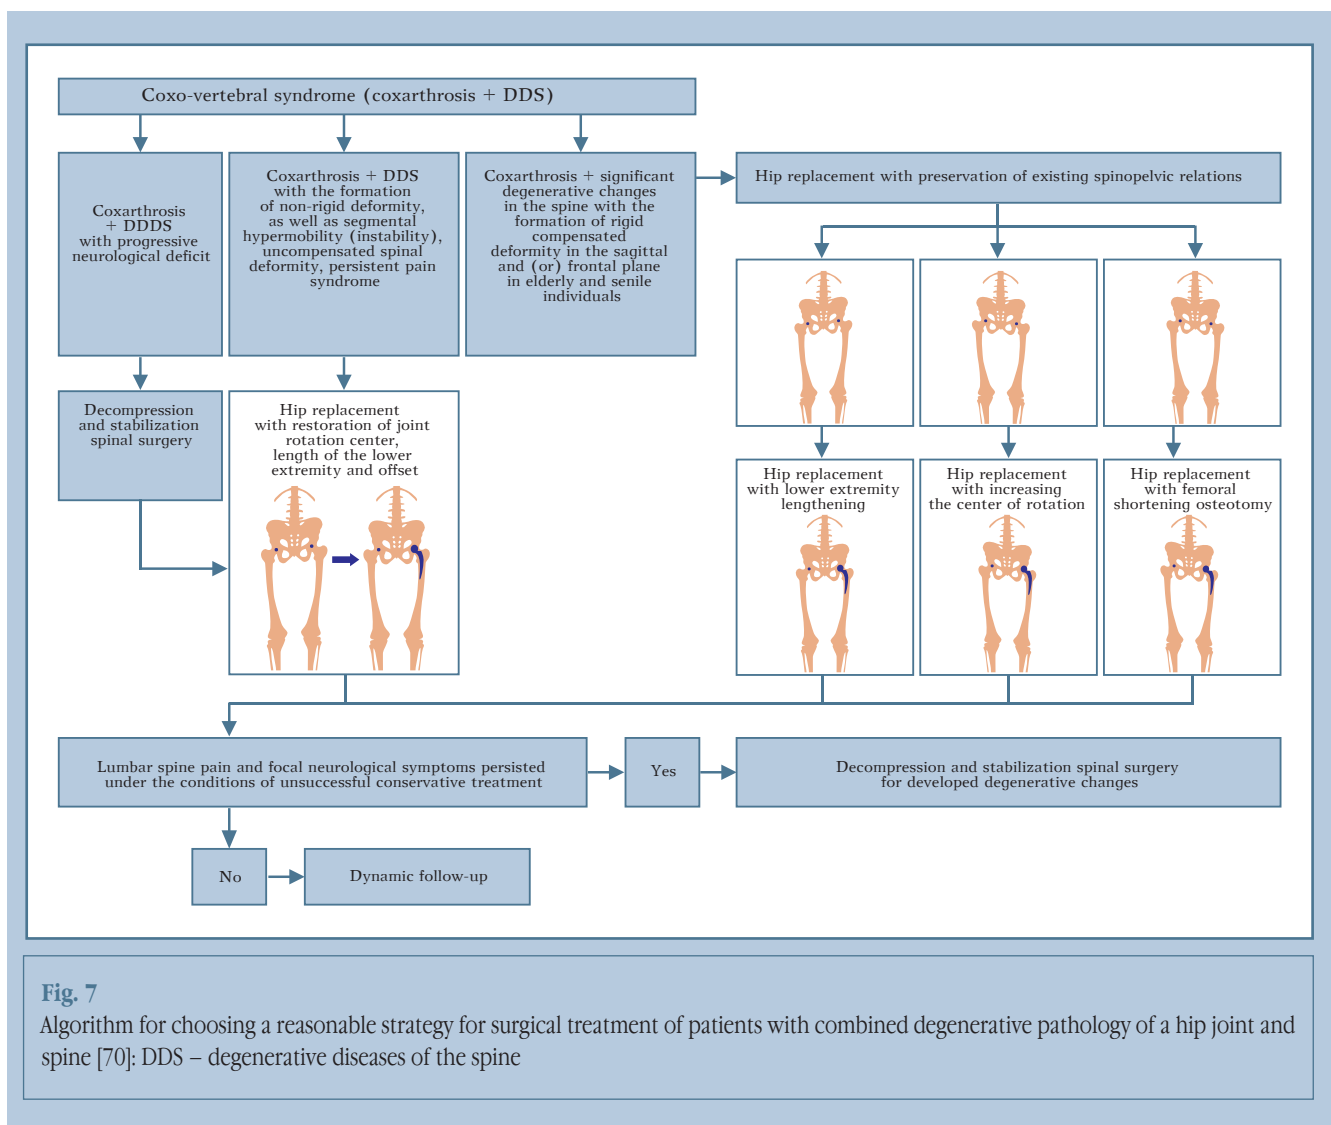 Coxo-vertebral syndrome (coxarthrosis + DDS)
Coxarthrosis
+ DDDS
with progressive
neurological deficit
Coxarthrosis + DDS
with the formation
of non-rigid deformity,
as well as segmental
hypermobility (instability),
uncompensated spinal
deformity, persistent pain
syndrome
Coxarthrosis + significant
degenerative changes
in the spine with the
formation of rigid
compensated
deformity in the sagittal
and (or) frontal plane
in elderly and senile
individuals
Hip replacement with preservation of existing spinopelvic relations
Decompression
and stabilization
spinal surgery
Hip replacement
with restoration of joint
rotation center,
length of the lower
extremity and offset
Hip replacement
with lower extremity
lengthening
Hip replacement
with increasing
the center of rotation
Hip replacement
with femoral
shortening osteotomy
Lumbar spine pain and focal neurological symptoms persisted
under the conditions of unsuccessful conservative treatment
Yes
Decompression and stabilization spinal surgery
for developed degenerative changes
No
Dynamic follow-up
Fig. 7
Algorithm for choosing a reasonable strategy for surgical treatment of patients with combined degenerative pathology of a hip joint and
spine [70]: DDS – degenerative diseases of the spine